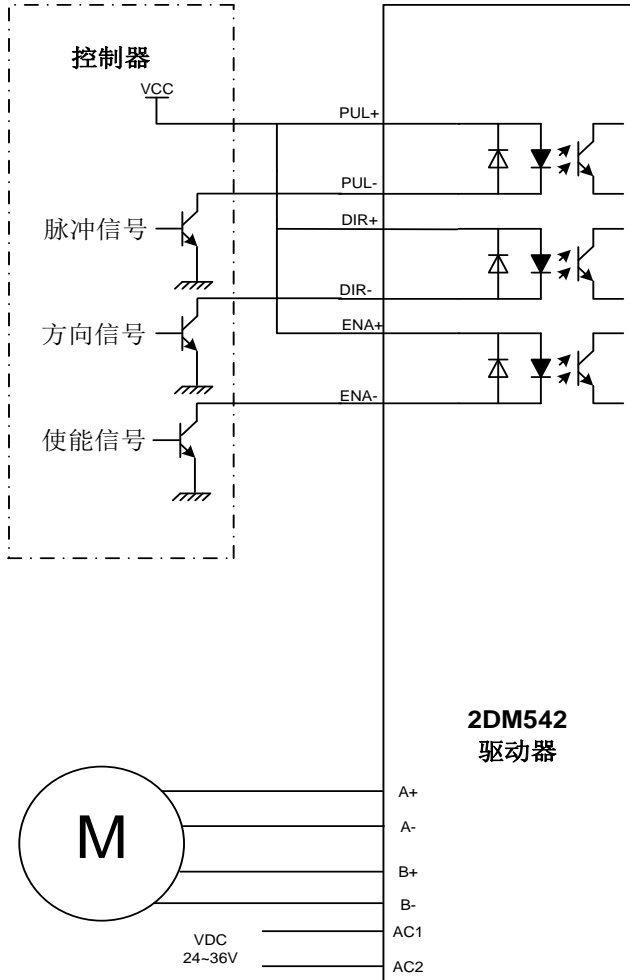 控制器
VCC
PUL+
PUL-
脉冲信号
DIR+
DIR-
方向信号
ENA+
ENA-
使能信号
2DM542
驱动器
M
A+
A-
B+
B-
AC1
VDC
24~36V
AC2